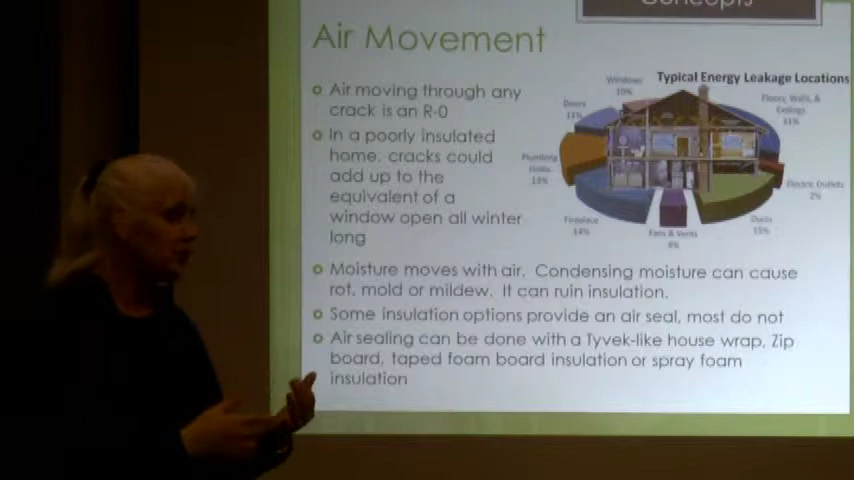 Concepts
Air Movement
Air moving through any
crack is an R-0
In a poorly insulated
home, cracks could
add up to the
equivalent of a
window open all winter
long
Moisture moves with air. Condensing moisture can cause
rot, mold or mildew. It can ruin insulation.
Some insulation options provide an air seal, most do not
Air sealing can be done with a Tyvek-like house wrap, Zip
board, taped foam board insulation or spray foam
insulation
Typical Energy Leakage Locations
Windows
10%
Doors
11%
Floors, Walls, &
Ceilings
31%
Plumbing
13%
Electric Outlets
2%
Fireplace
14%
Fans & Vents
4%
Ducts
15%